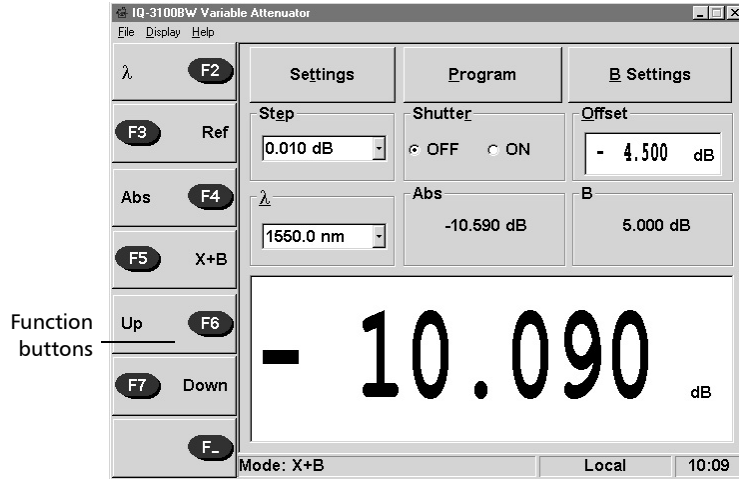 IQ-3100BW Variable Attenuator
File Display Help
λ F2
F3 Ref
Abs F4
F5 X+B
Up F6
F7 Down
F_
Function
buttons
Settings Program B Settings
Step Shutter Offset
0.010 dB OFF ON - 4.500 dB
λ Abs B
1550.0 nm -10.590 dB 5.000 dB
- 10.090 dB
Mode: X+B Local 10:09